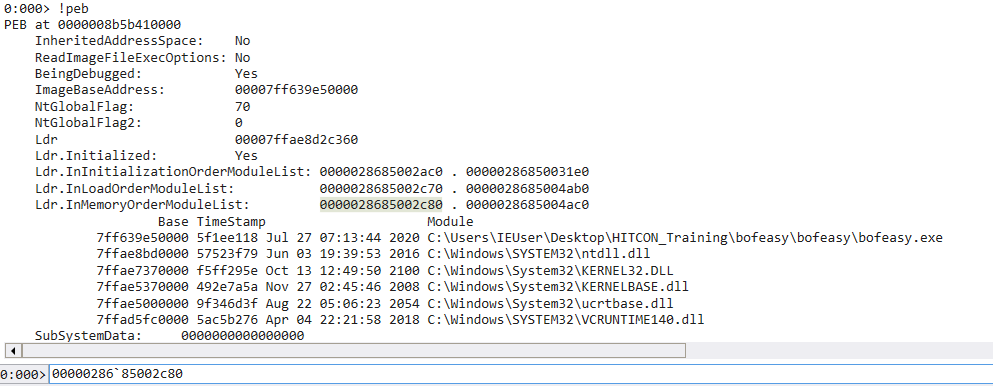 0:000> !peb
PEB at 0000008b5b410000
    InheritedAddressSpace:    No
    ReadImageFileExecOptions: No
    BeingDebugged:            Yes
    ImageBaseAddress:         00007ff639e50000
    NtGlobalFlag:             70
    NtGlobalFlag2:            0
    Ldr                       00007ffae8d2c360
    Ldr.Initialized:          Yes
    Ldr.InInitializationOrderModuleList: 0000028685002ac0 . 00000286850031e0
    Ldr.InLoadOrderModuleList:           0000028685002c70 . 0000028685004ab0
    Ldr.InMemoryOrderModuleList:         0000028685002c80 . 0000028685004ac0
                    Base TimeStamp                     Module
            7ff639e50000 5f1ee118 Jul 27 07:13:44 2020 C:\Users\IEUser\Desktop\HITCON_Training\bofeasy\bofeasy\bofeasy.exe
            7ffae8bd0000 57523f79 Jun 03 19:39:53 2016 C:\Windows\SYSTEM32\ntdll.dll
            7ffae7370000 f5ff295e Oct 13 12:49:50 2100 C:\Windows\System32\KERNEL32.DLL
            7ffae5370000 492e7a5a Nov 27 02:45:46 2008 C:\Windows\System32\KERNELBASE.dll
            7ffae5000000 9f346d3f Aug 22 05:06:23 2054 C:\Windows\System32\ucrtbase.dll
            7ffad5fc0000 5ac5b276 Apr 04 22:21:58 2018 C:\Windows\SYSTEM32\VCRUNTIME140.dll
    SubSystemData:     0000000000000000
0:000> 00000286`85002c80